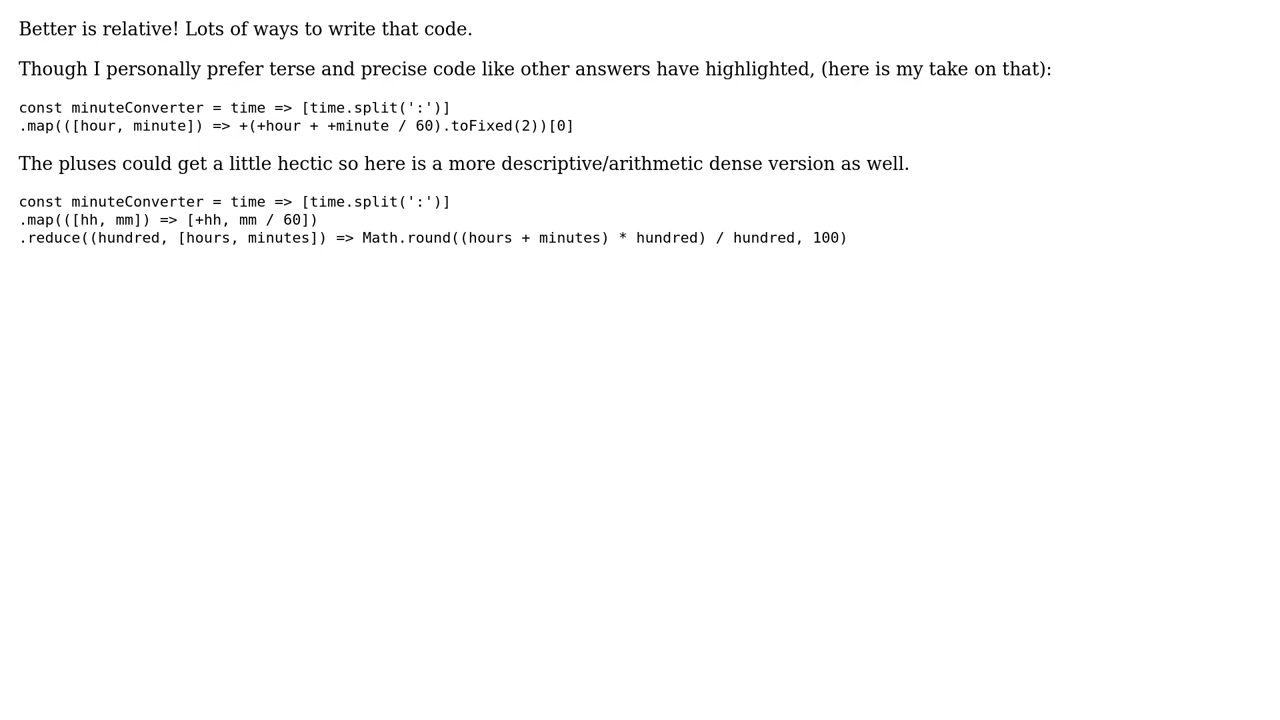 Better is relative! Lots of ways to write that code.
Though I personally prefer terse and precise code like other answers have highlighted, (here is my take on that):
const minuteConverter = time => [time.split(':')]
.map(([hour, minute]) => +(+hour + +minute / 60).toFixed(2))[0]
The pluses could get a little hectic so here is a more descriptive/arithmetic dense version as well.
const minuteConverter = time => [time.split(':')]
.map(([hh, mm]) => [+hh, mm / 60])
.reduce((hundred, [hours, minutes]) => Math.round((hours + minutes) * hundred) / hundred, 100)